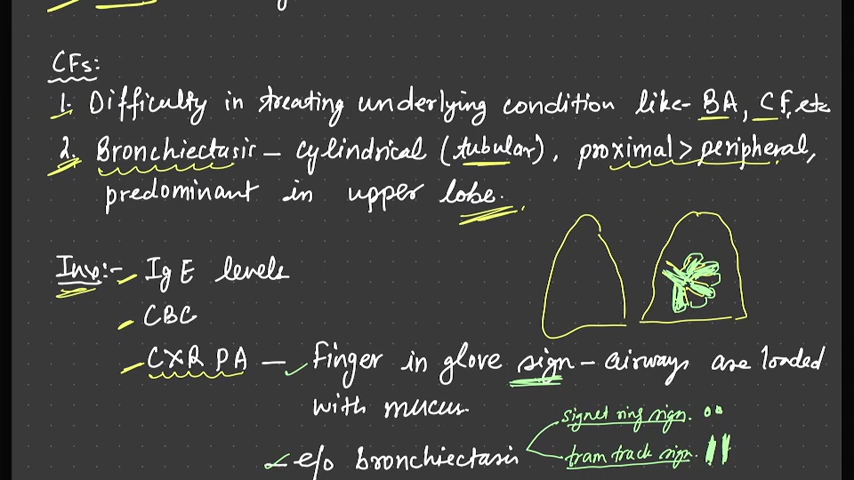 CFs:
1. Difficulty in treating underlying condition like- BA, CF, etc
2. Bronchiectasis – cylindrical (tubular), proximal > peripheral,
predominant in upper lobe.
Inv:- IgE levels
CBC
CXR PA – Finger in glove sign – airways are loaded
with mucus.
signet ring sign.
e/o bronchiectasis
tram track sign.